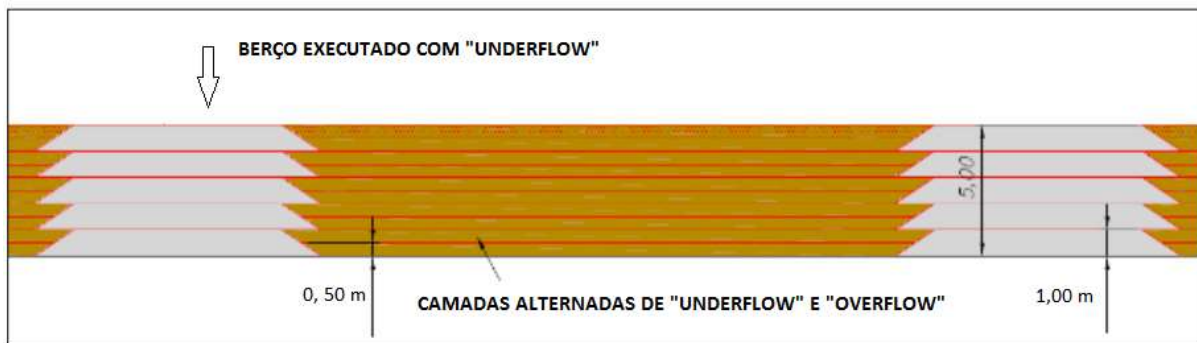 BERÇO EXECUTADO COM "UNDERFLOW"
5,00
0, 50 m
CAMADAS ALTERNADAS DE "UNDERFLOW" E "OVERFLOW"
1,00 m